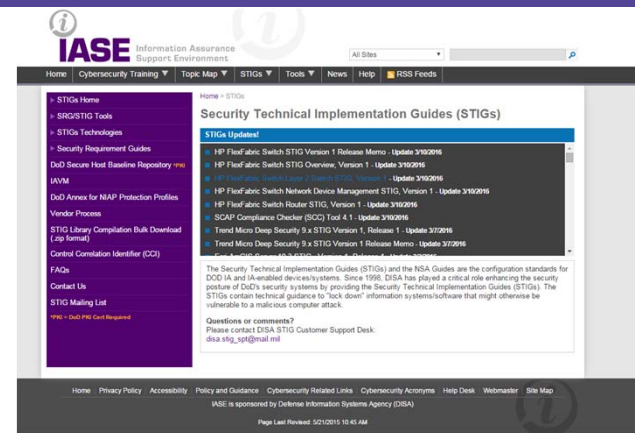 IASE Information Assurance
Support Environment
All Sites
Home Cybersecurity Training Topic Map STIGs Tools News Help RSS Feeds
STIGs Home
SRG/STIG Tools
STIGs Technologies
Security Requirement Guides
DoD Secure Host Baseline Repository *PKI
IAVM
DoD Annex for NIAP Protection Profiles
Vendor Process
STIG Library Compilation Bulk Download
(.zip format)
Control Correlation Identifier (CCI)
FAQs
Contact Us
STIG Mailing List
*PKI = DoD PKI Cert Required
Home > STIGs
Security Technical Implementation Guides (STIGs)
STIGs Updates!
HP FlexFabric Switch STIG Version 1 Release Memo - Update 3/10/2016
HP FlexFabric Switch STIG Overview, Version 1 - Update 3/10/2016
HP FlexFabric Switch Layer 2 Switch STIG, Version 1 - Update 3/10/2016
HP FlexFabric Switch Network Device Management STIG, Version 1 - Update 3/10/2016
HP FlexFabric Switch Router STIG, Version 1 - Update 3/10/2016
SCAP Compliance Checker (SCC) Tool 4.1 - Update 3/10/2016
Trend Micro Deep Security 9.x STIG Version 1, Release 1 - Update 3/7/2016
Trend Micro Deep Security 9.x STIG Version 1 Release Memo - Update 3/7/2016
The Security Technical Implementation Guides (STIGs) and the NSA Guides are the configuration standards for
DOD IA and IA-enabled devices/systems. Since 1998, DISA has played a critical role enhancing the security
posture of DoD's security systems by providing the Security Technical Implementation Guides (STIGs). The
STIGs contain technical guidance to "lock down" information systems/software that might otherwise be
vulnerable to a malicious computer attack.
Questions or comments?
Please contact DISA STIG Customer Support Desk:
disa.stig_spt@mail.mil
Home Privacy Policy Accessibility Policy and Guidance Cybersecurity Related Links Cybersecurity Acronyms Help Desk Webmaster Site Map
IASE is sponsored by Defense Information Systems Agency (DISA)
Page Last Revised: 5/21/2015 10:45 AM